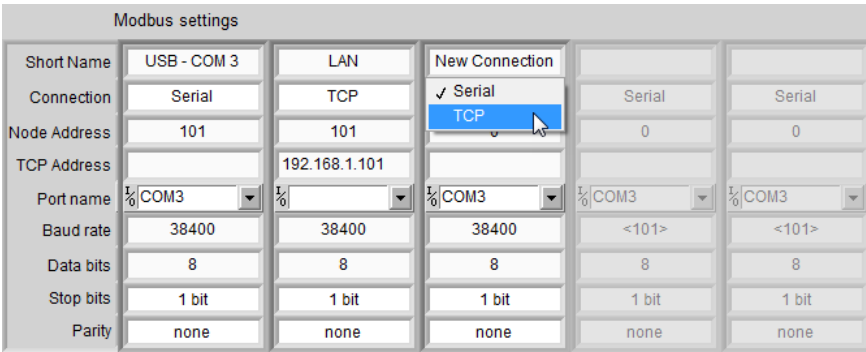 Modbus settings
Short Name USB - COM 3 LAN New Connection
Connection Serial TCP ✓ Serial Serial Serial
TCP
Node Address 101 101 0 0 0
TCP Address 192.168.1.101
Port name COM3 COM3 COM3 COM3
Baud rate 38400 38400 38400 <101> <101>
Data bits 8 8 8 8 8
Stop bits 1 bit 1 bit 1 bit 1 bit 1 bit
Parity none none none none none